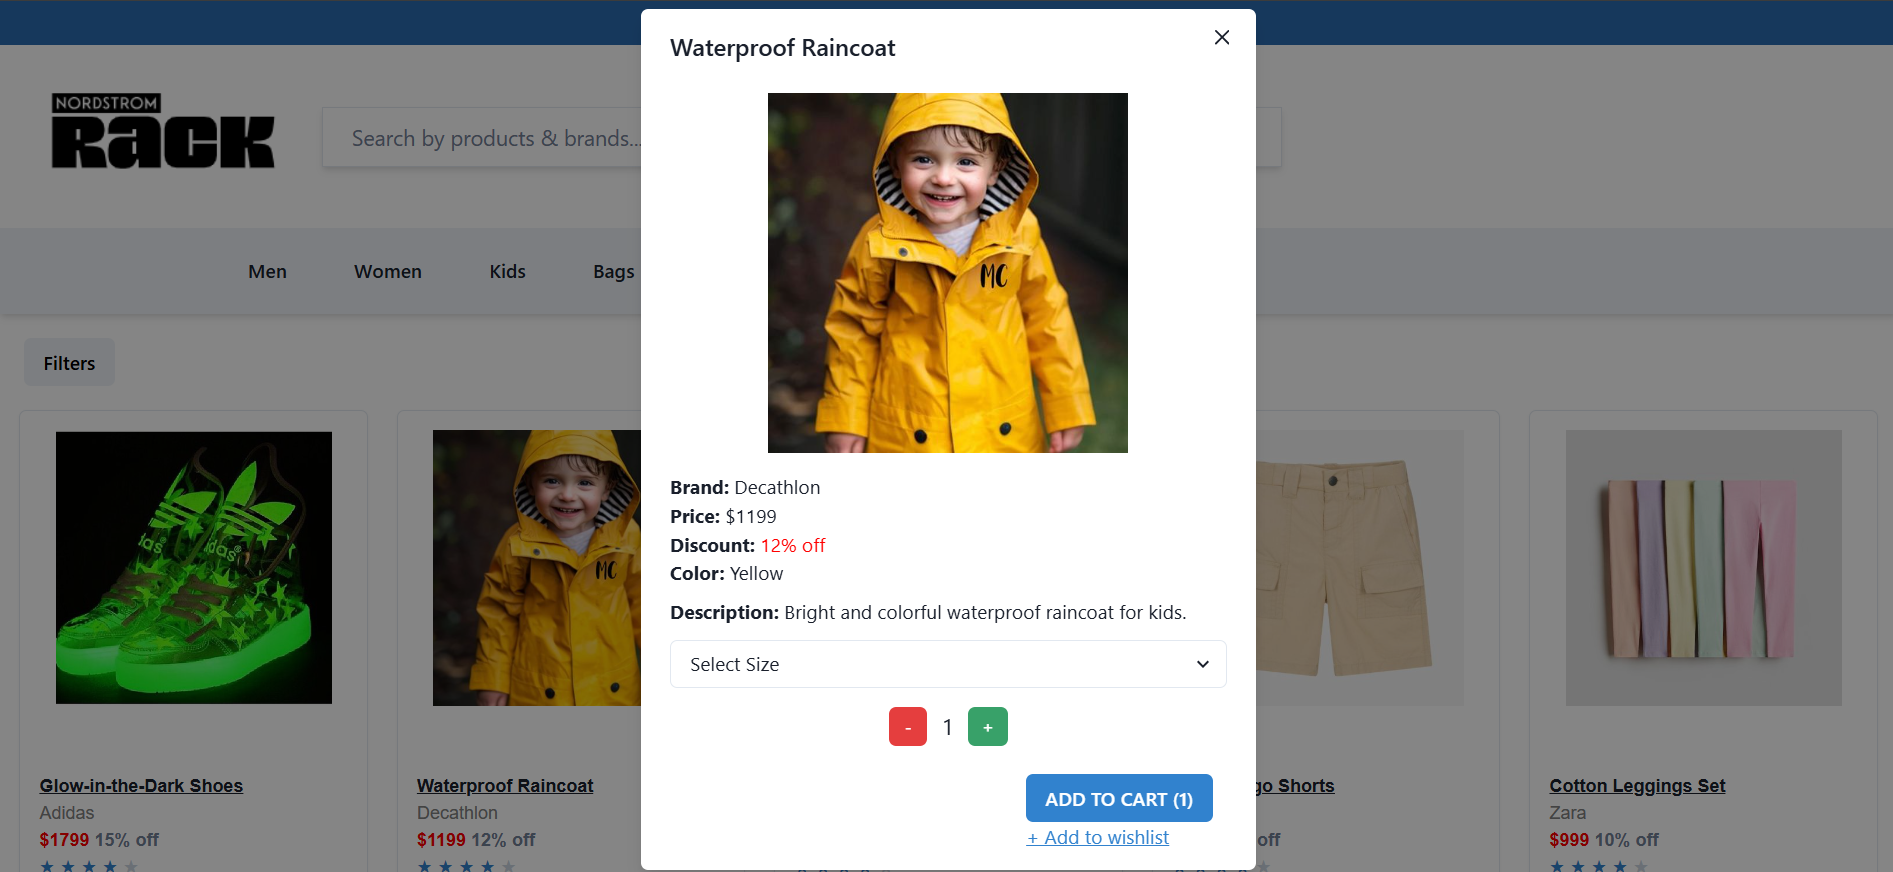 Waterproof Raincoat
NORDSTROM
RACK
Search by products & brands...
MC
Men
Women
Kids
Bags
Filters
Brand: Decathlon
Price: $1199
Discount: 12% off
Color: Yellow
Description: Bright and colorful waterproof raincoat for kids.
Select Size
- 1 +
ADD TO CART (1)
+ Add to wishlist
adidas
Glow-in-the-Dark Shoes
Adidas
$1799 15% off
MC
Waterproof Raincoat
Decathlon
$1199 12% off
go Shorts
off
Cotton Leggings Set
Zara
$999 10% off